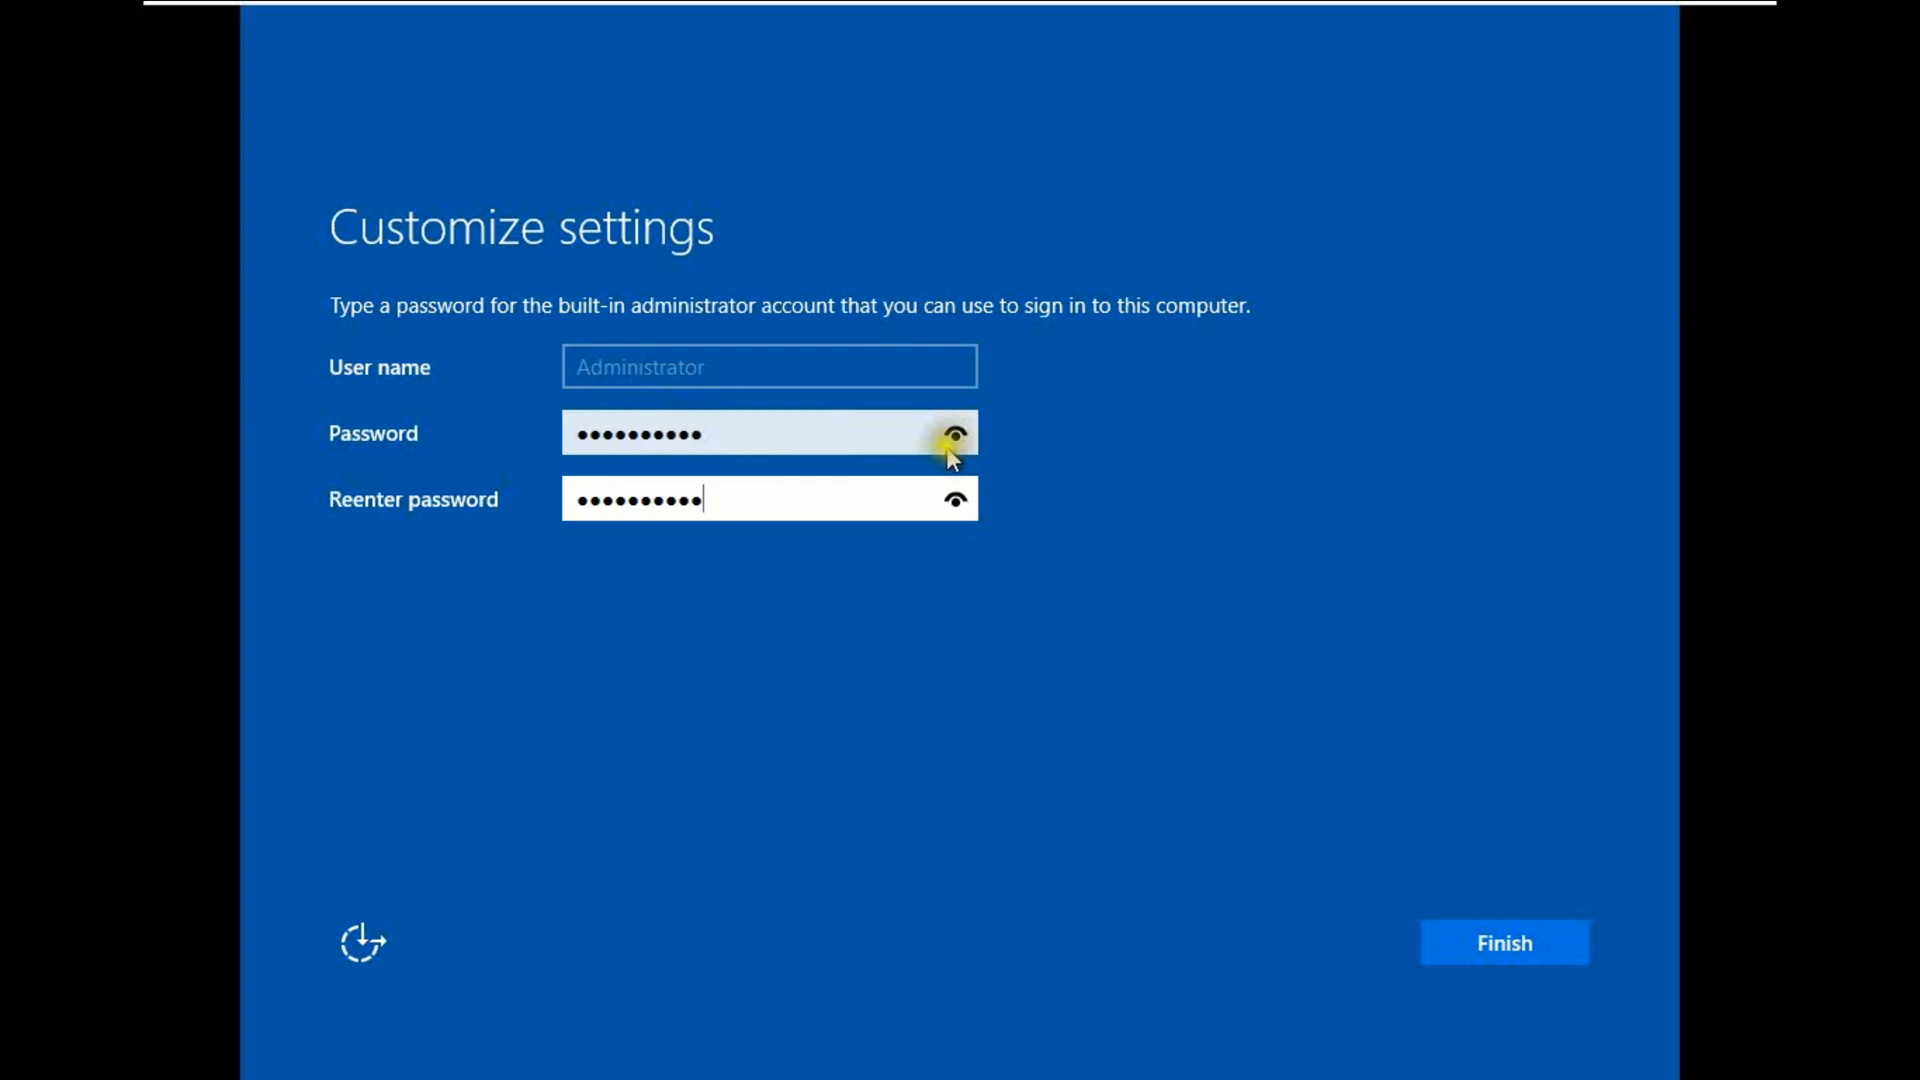 Customize settings
Type a password for the built-in administrator account that you can use to sign in to this computer.
User name
Administrator
Password
••••••••••
Reenter password
••••••••••
Finish